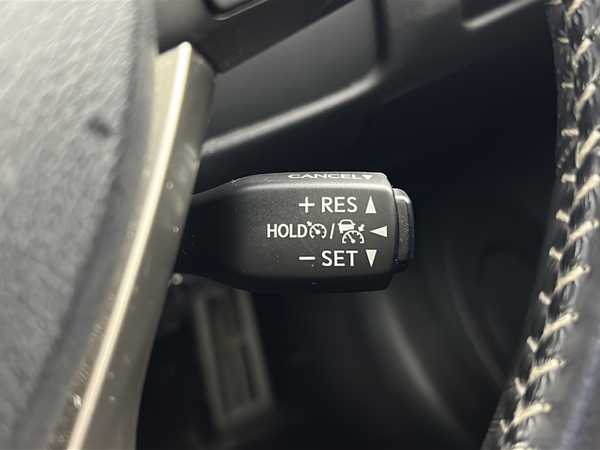 CANCEL▼
+ RES ▲
HOLD / ◀
− SET ▼